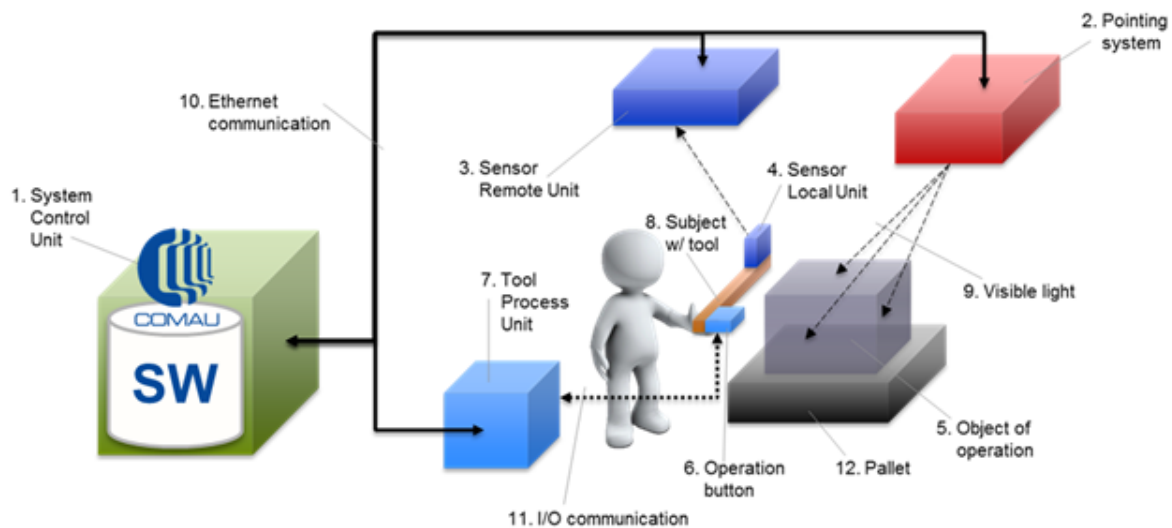 2. Pointing
system
10. Ethernet
communication
3. Sensor
Remote Unit
4. Sensor
Local Unit
1. System
Control
Unit
8. Subject
w/ tool
7. Tool
Process
Unit
9. Visible light
COMAU
SW
5. Object of
operation
6. Operation
button
12. Pallet
11. I/O communication